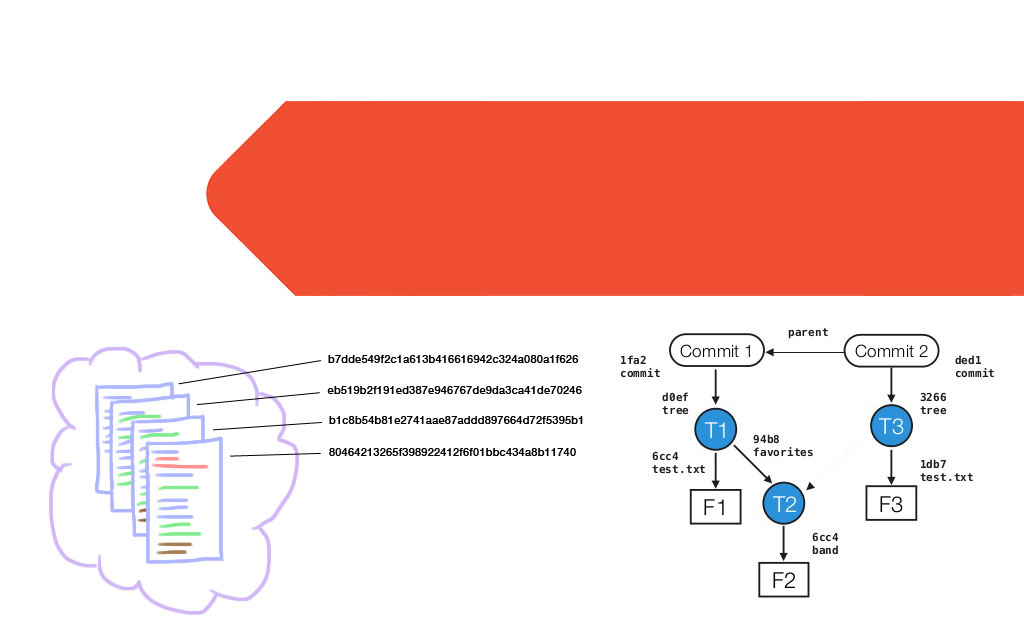 b7dde549f2c1a613b416616942c324a080a1f626
eb519b2f191ed387e946767de9da3ca41de70246
b1c8b54b81e2741aae87addd897664d72f5395b1
80464213265f398922412f6f01bbc434a8b11740
parent
Commit 1
Commit 2
1fa2
commit
ded1
commit
d0ef
tree
3266
tree
T1
T3
94b8
favorites
6cc4
test.txt
1db7
test.txt
F1
T2
F3
6cc4
band
F2